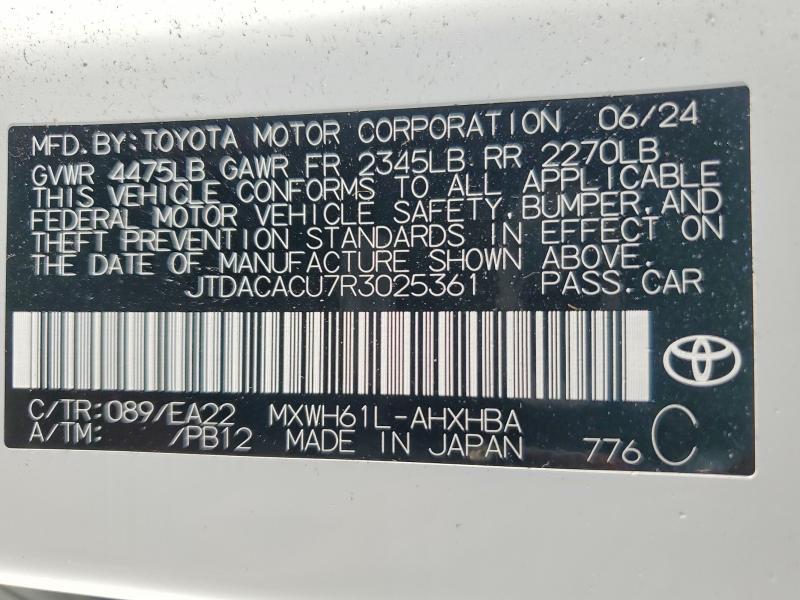 MFD. BY: TOYOTA MOTOR CORPORATION 06/24
GVWR 4475LB GAWR FR 2345LB RR 2270LB
THIS VEHICLE CONFORMS TO ALL APPLICABLE
FEDERAL MOTOR VEHICLE SAFETY, BUMPER, AND
THEFT PREVENTION STANDARDS IN EFFECT ON
THE DATE OF MANUFACTURE SHOWN ABOVE.
JTDACACU7R3025361 PASS. CAR
C/TR: 089/EA22 MXWH61L-AHXHBA
A/TM: /PB12 MADE IN JAPAN 776 C